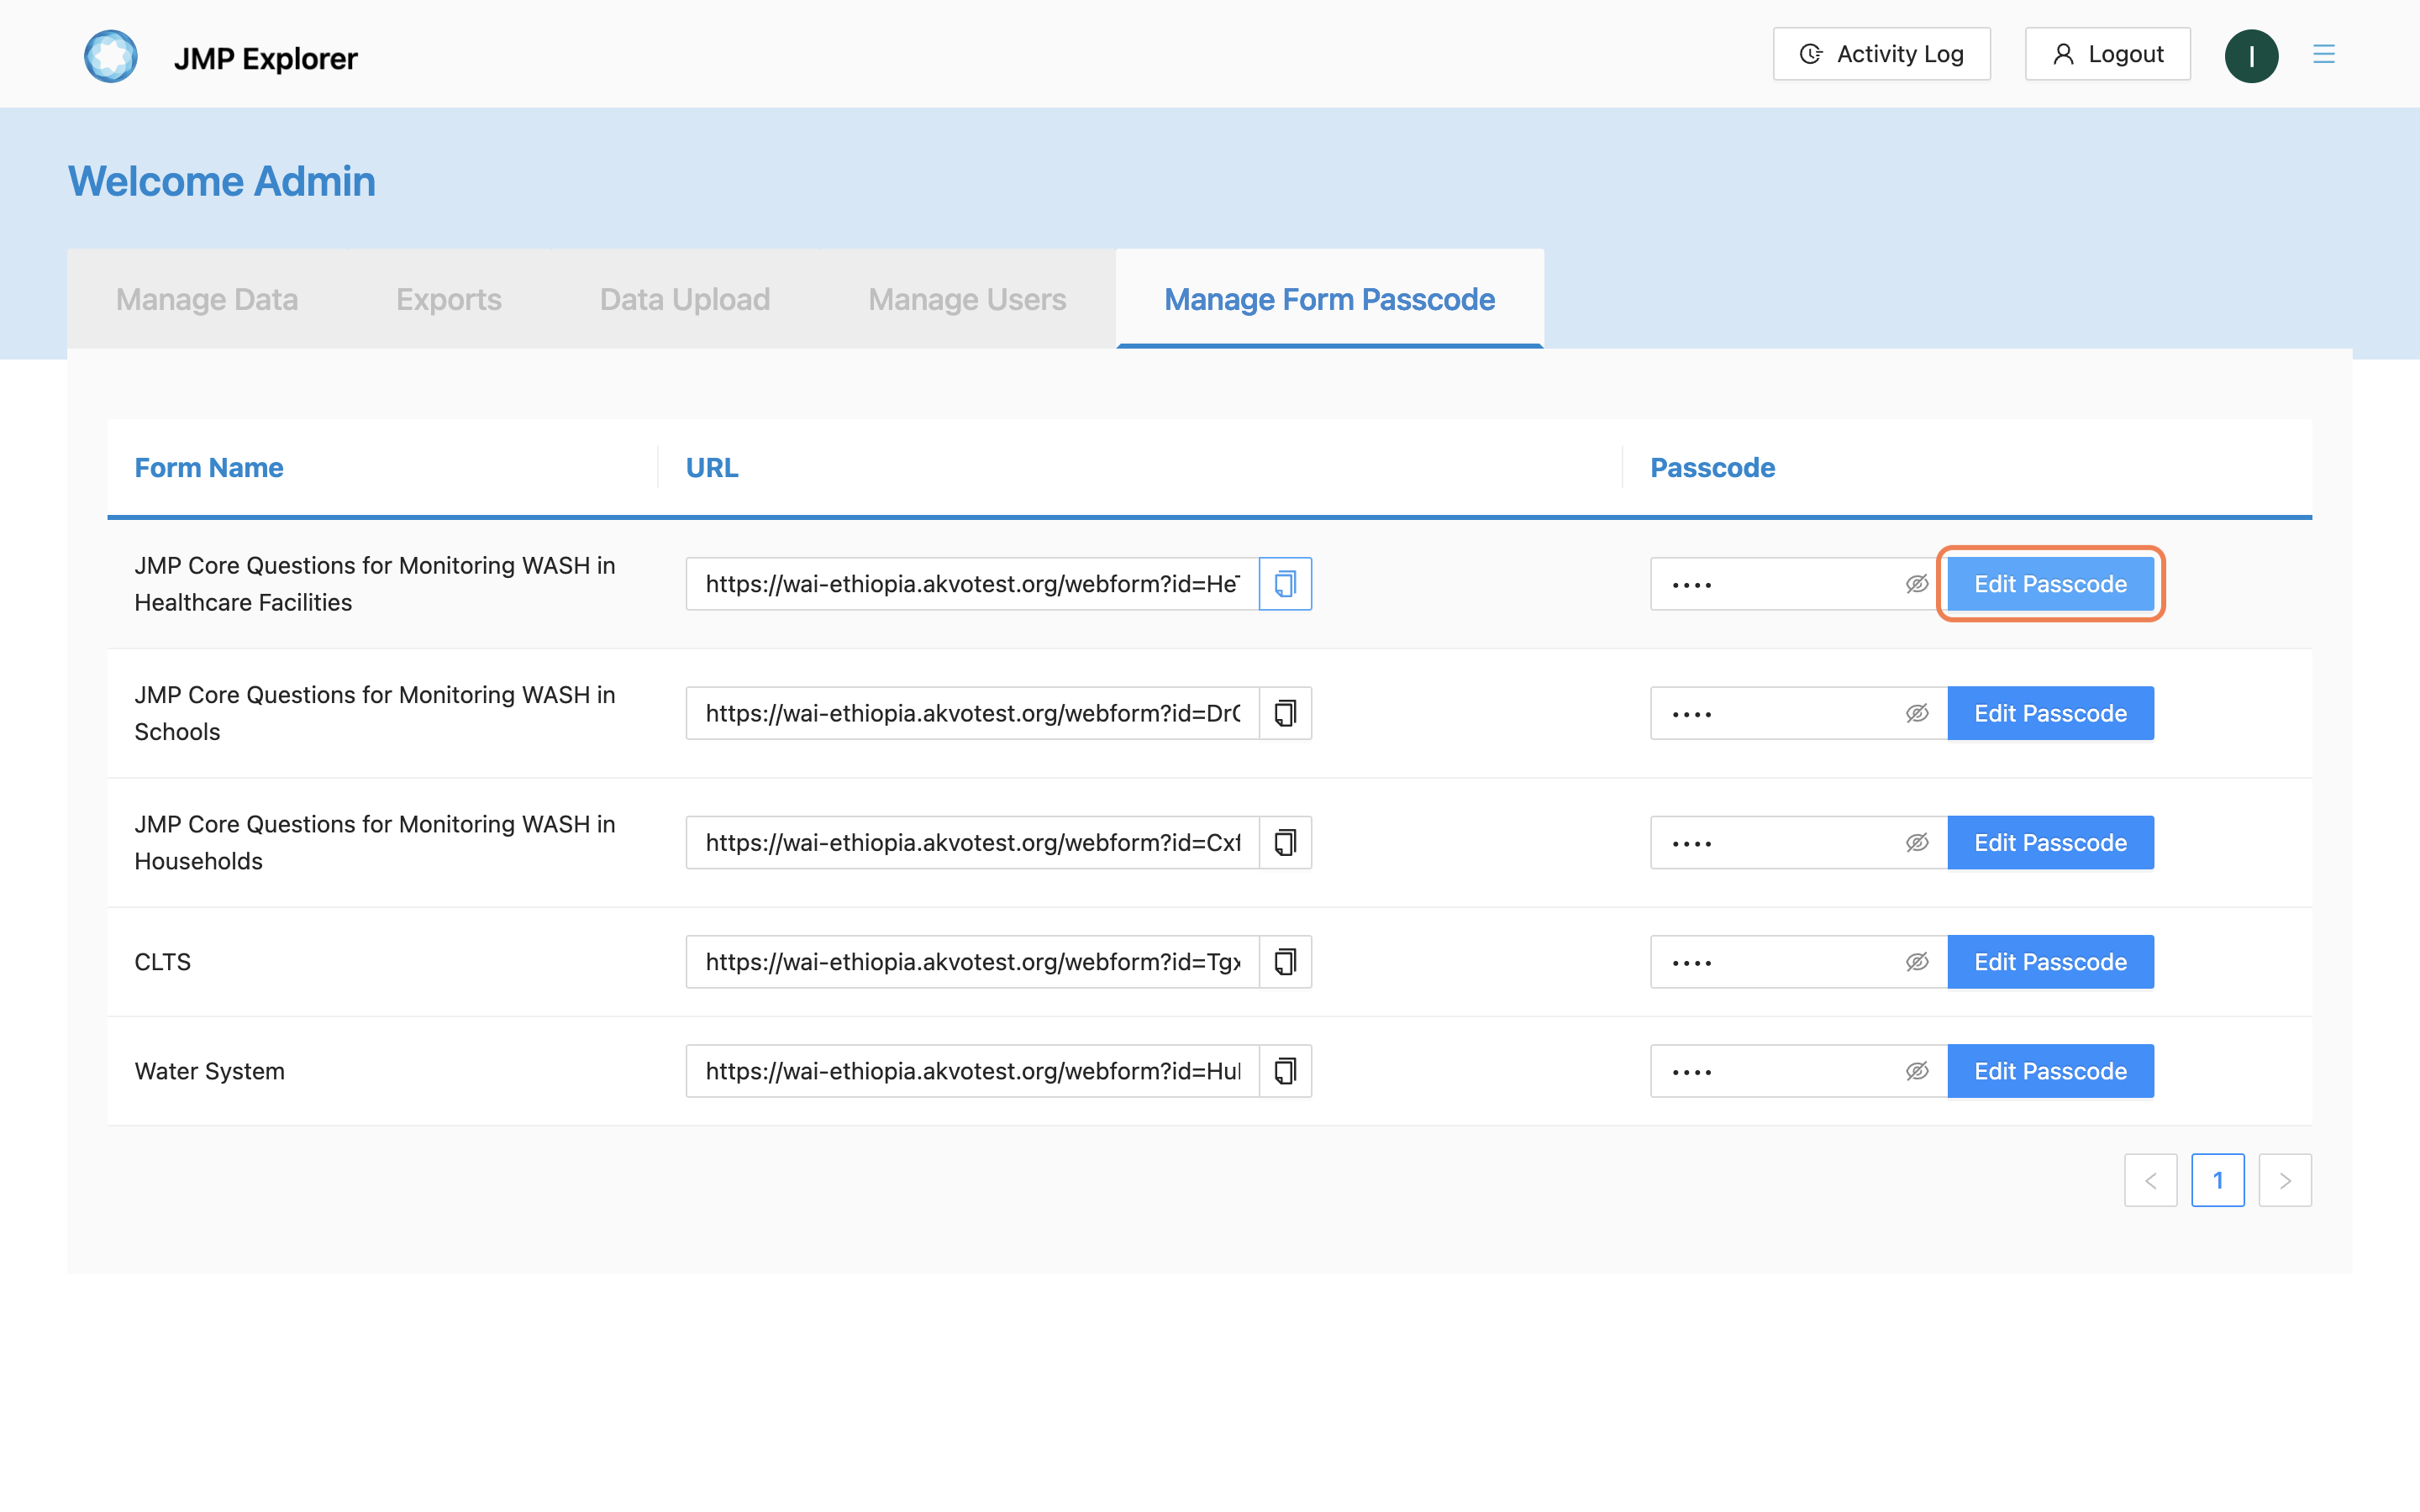 JMP Explorer
Activity Log
Logout
I
Welcome Admin
Manage Data
Exports
Data Upload
Manage Users
Manage Form Passcode
Form Name
URL
Passcode
JMP Core Questions for Monitoring WASH in
Healthcare Facilities
https://wai-ethiopia.akvotest.org/webform?id=He
••••
Edit Passcode
JMP Core Questions for Monitoring WASH in
Schools
https://wai-ethiopia.akvotest.org/webform?id=Dr
••••
Edit Passcode
JMP Core Questions for Monitoring WASH in
Households
https://wai-ethiopia.akvotest.org/webform?id=Cx
••••
Edit Passcode
CLTS
https://wai-ethiopia.akvotest.org/webform?id=Tg
••••
Edit Passcode
Water System
https://wai-ethiopia.akvotest.org/webform?id=Hu
••••
Edit Passcode
< 1 >